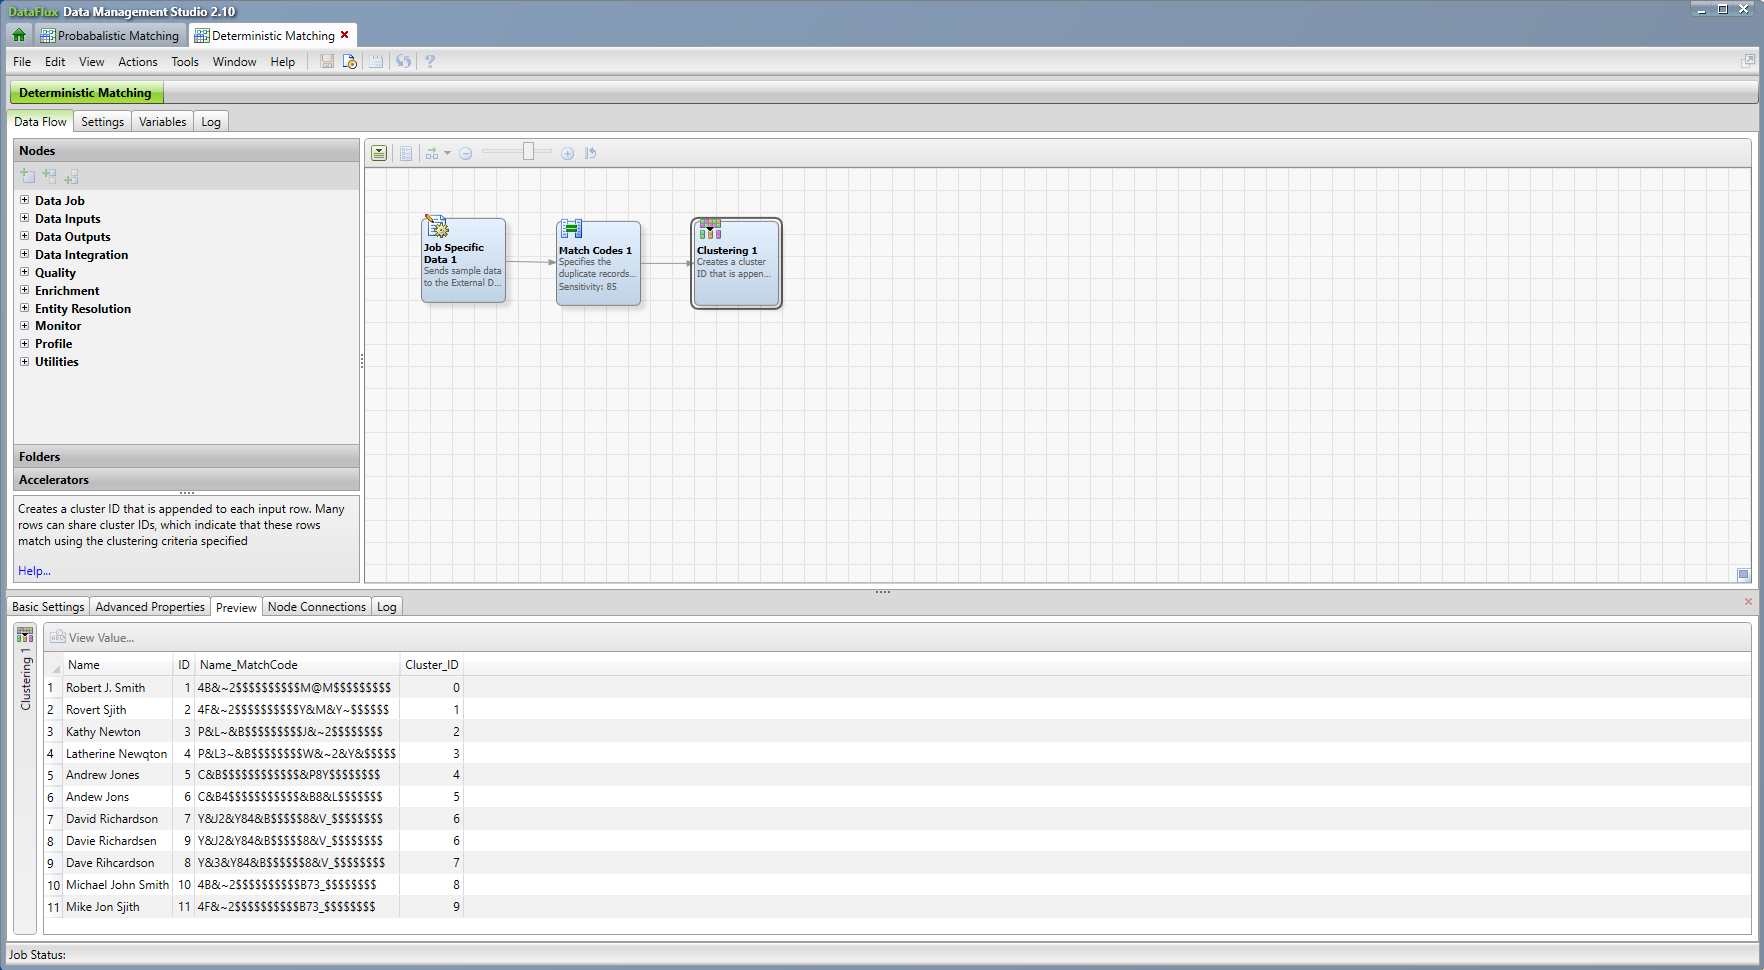 DataFlux Data Management Studio 2.10
Probabalistic Matching
Deterministic Matching
File Edit View Actions Tools Window Help
Deterministic Matching
Data Flow Settings Variables Log
Nodes
Data Job
Data Inputs
Data Outputs
Data Integration
Quality
Enrichment
Entity Resolution
Monitor
Profile
Utilities
Folders
Accelerators
Creates a cluster ID that is appended to each input row. Many
rows can share cluster IDs, which indicate that these rows
match using the clustering criteria specified
Help...
Job Specific
Data 1
Sends sample data
to the External D...
Match Codes 1
Specifies the
duplicate records...
Sensitivity: 85
Clustering 1
Creates a cluster
ID that is appen...
Basic Settings Advanced Properties Preview Node Connections Log
Clustering 1
View Value...
Name ID Name_MatchCode Cluster_ID
1 Robert J. Smith 1 4B&~2$$$$$$$$$$M@M$$$$$$$$$ 0
2 Rovert Sjith 2 4F&~2$$$$$$$$$$Y&M&Y~$$$$$$ 1
3 Kathy Newton 3 P&L~&B$$$$$$$$$J&~2$$$$$$$$ 2
4 Latherine Newqton 4 P&L3~&B$$$$$$$$W&~2&Y&$$$$$ 3
5 Andrew Jones 5 C&B$$$$$$$$$$$$&P8Y$$$$$$$$ 4
6 Andew Jons 6 C&B4$$$$$$$$$$$&B8&L$$$$$$$ 5
7 David Richardson 7 Y&J2&Y84&B$$$$$8&V_$$$$$$$$ 6
8 Davie Richardsen 9 Y&J2&Y84&B$$$$$8&V_$$$$$$$$ 6
9 Dave Rihcardson 8 Y&3&Y84&B$$$$$$8&V_$$$$$$$$ 7
10 Michael John Smith 10 4B&~2$$$$$$$$$$B73_$$$$$$$$ 8
11 Mike Jon Sjith 11 4F&~2$$$$$$$$$$B73_$$$$$$$$ 9
Job Status: